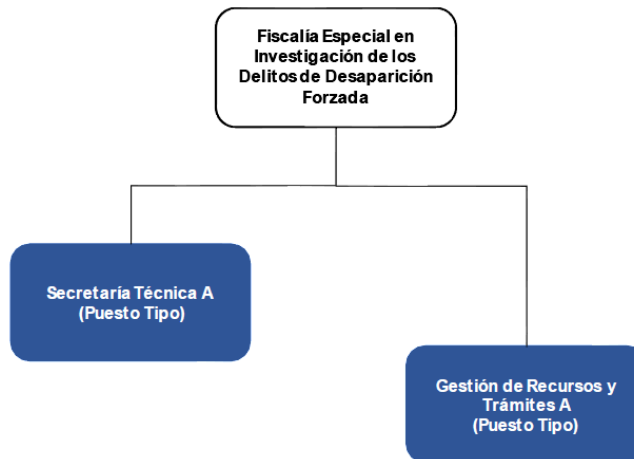 Fiscalía Especial en
Investigación de los
Delitos de Desaparición
Forzada
Secretaría Técnica A
(Puesto Tipo)
Gestión de Recursos y
Trámites A
(Puesto Tipo)